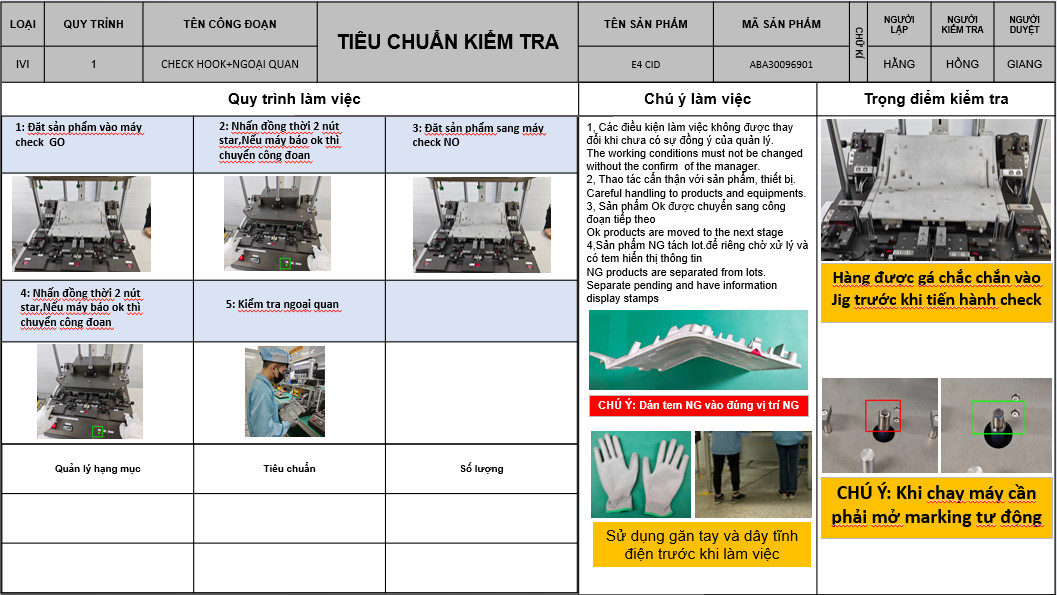 LOẠI
QUY TRÌNH
TÊN CÔNG ĐOẠN
TIÊU CHUẨN KIỂM TRA
TÊN SẢN PHẨM
MÃ SẢN PHẨM
CHỮ KÍ
NGƯỜI
LẬP
NGƯỜI
KIỂM TRA
NGƯỜI
DUYỆT
IVI
1
CHECK HOOK+NGOẠI QUAN
E4 CID
ABA30096901
HẰNG
HỒNG
GIANG
Quy trình làm việc
Chú ý làm việc
Trọng điểm kiểm tra
1: Đặt sản phẩm vào máy
check GO
2: Nhấn đồng thời 2 nút
star,Nếu máy báo ok thì
chuyển công đoạn
3: Đặt sản phẩm sang máy
check NO
4: Nhấn đồng thời 2 nút
star,Nếu máy báo ok thì
chuyển công đoạn
5: Kiểm tra ngoại quan
Quản lý hạng mục
Tiêu chuẩn
Số lượng
1, Các điều kiện làm việc không được thay
đổi khi chưa có sự đồng ý của quản lý.
The working conditions must not be changed
without the confirm of the manager.
2, Thao tác cẩn thận với sản phẩm, thiết bị.
Careful handling to products and equipments.
3, Sản phẩm Ok được chuyển sang công
đoạn tiếp theo
Ok products are moved to the next stage
4,Sản phẩm NG tách lot.để riêng chờ xử lý và
có tem hiển thị thông tin
NG products are separated from lots.
Separate pending and have information
display stamps
CHÚ Ý: Dán tem NG vào đúng vị trí NG
Sử dụng găn tay và dây tĩnh
điện trước khi làm việc
Hàng được gá chắc chắn vào
Jig trước khi tiến hành check
CHÚ Ý: Khi chạy máy cần
phải mở marking tự động